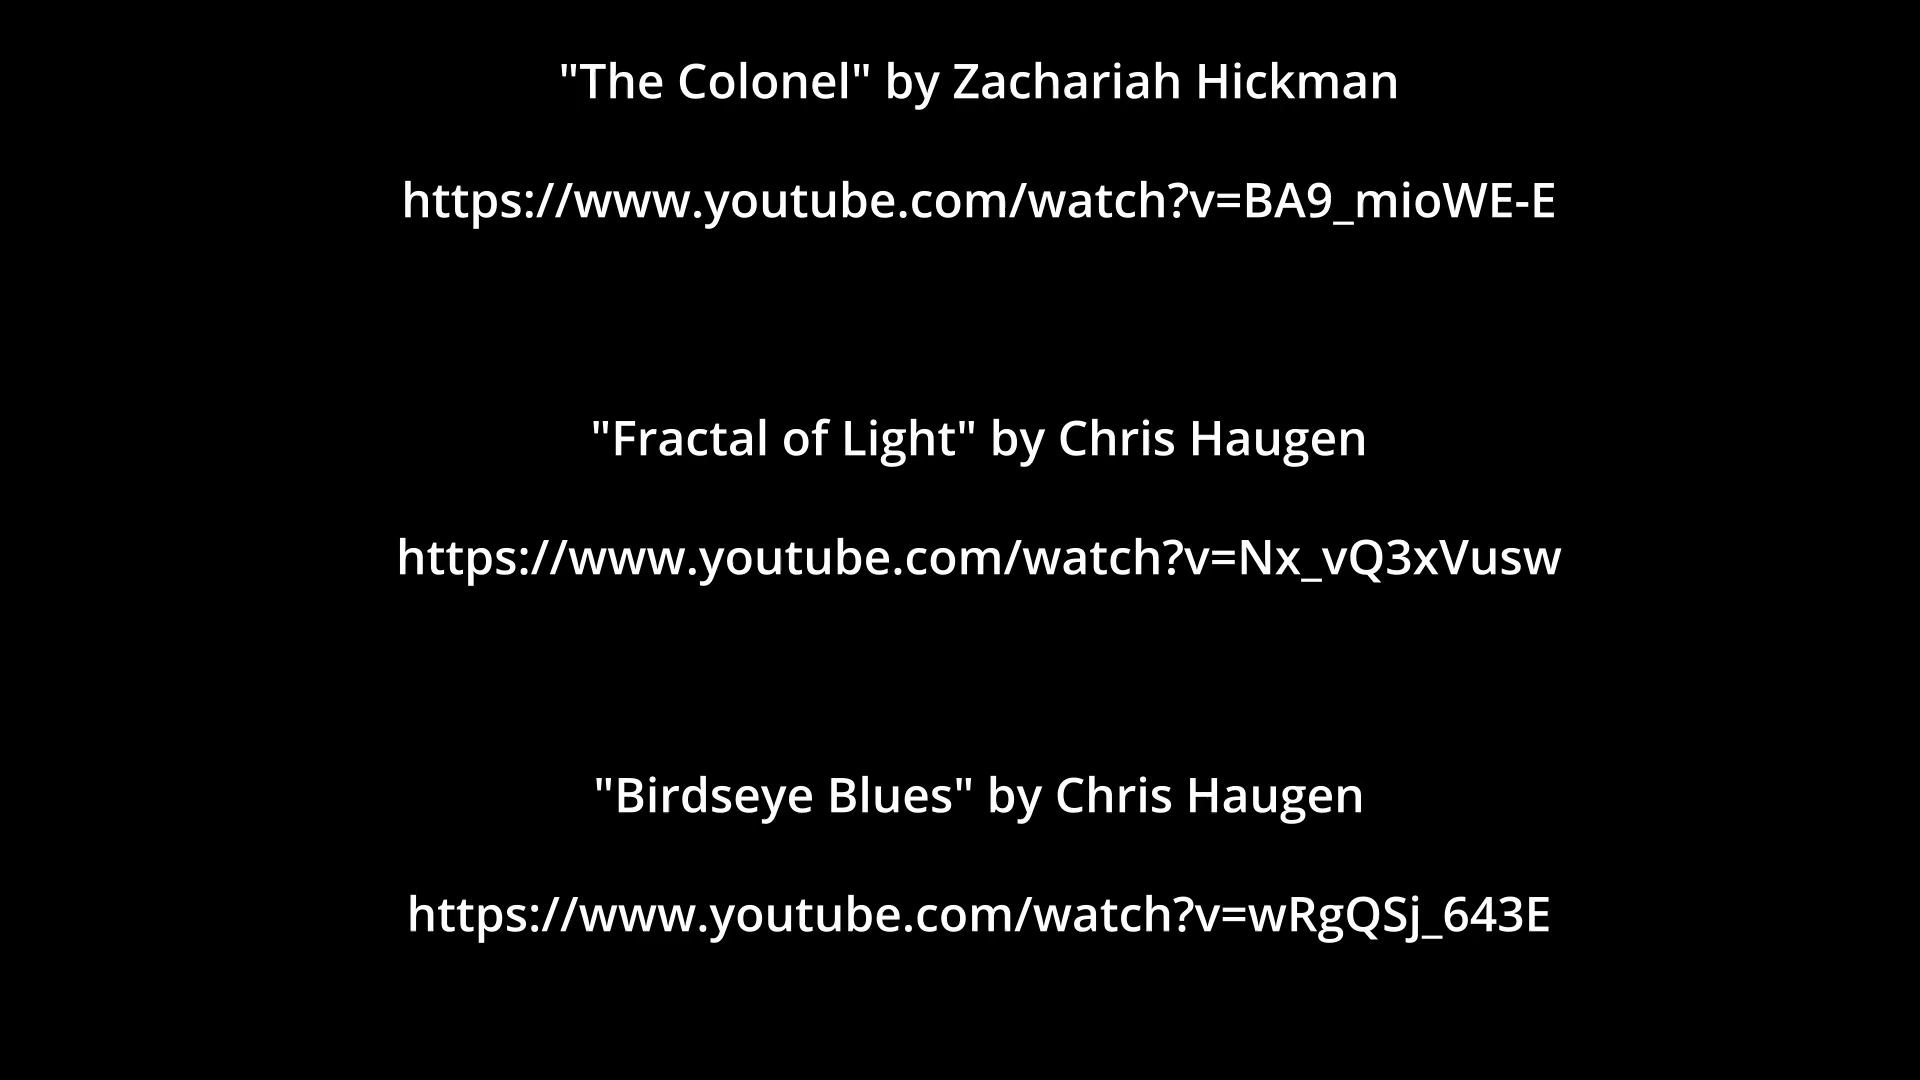 "The Colonel" by Zachariah Hickman
https://www.youtube.com/watch?v=BA9_mioWE-E
"Fractal of Light" by Chris Haugen
https://www.youtube.com/watch?v=Nx_vQ3xVusw
"Birdseye Blues" by Chris Haugen
https://www.youtube.com/watch?v=wRgQSj_643E